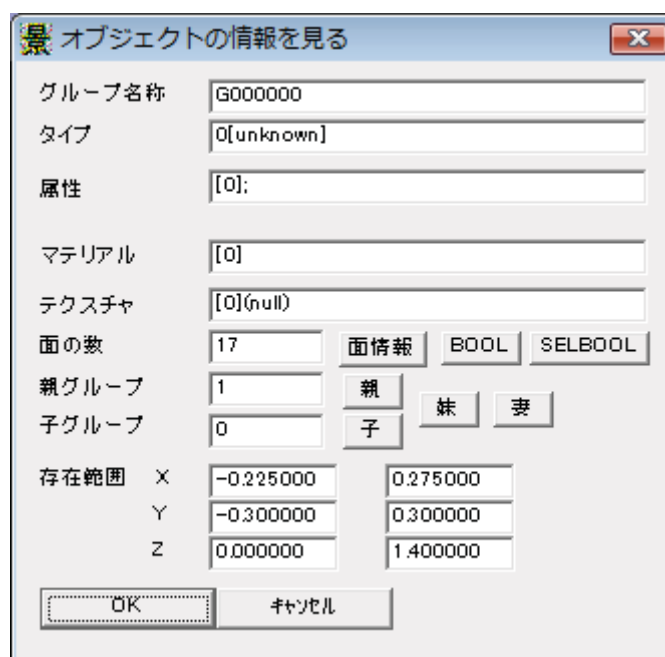 景 オブジェクトの情報を見る
グループ名称 G000000
タイプ 0[unknown]
属性 [0];
マテリアル [0]
テクスチャ [0](null)
面の数 17 面情報 BOOL SELBOOL
親グループ 1 親 妹 妻
子グループ 0 子
存在範囲 X -0.225000 0.275000
Y -0.300000 0.300000
Z 0.000000 1.400000
OK キャンセル